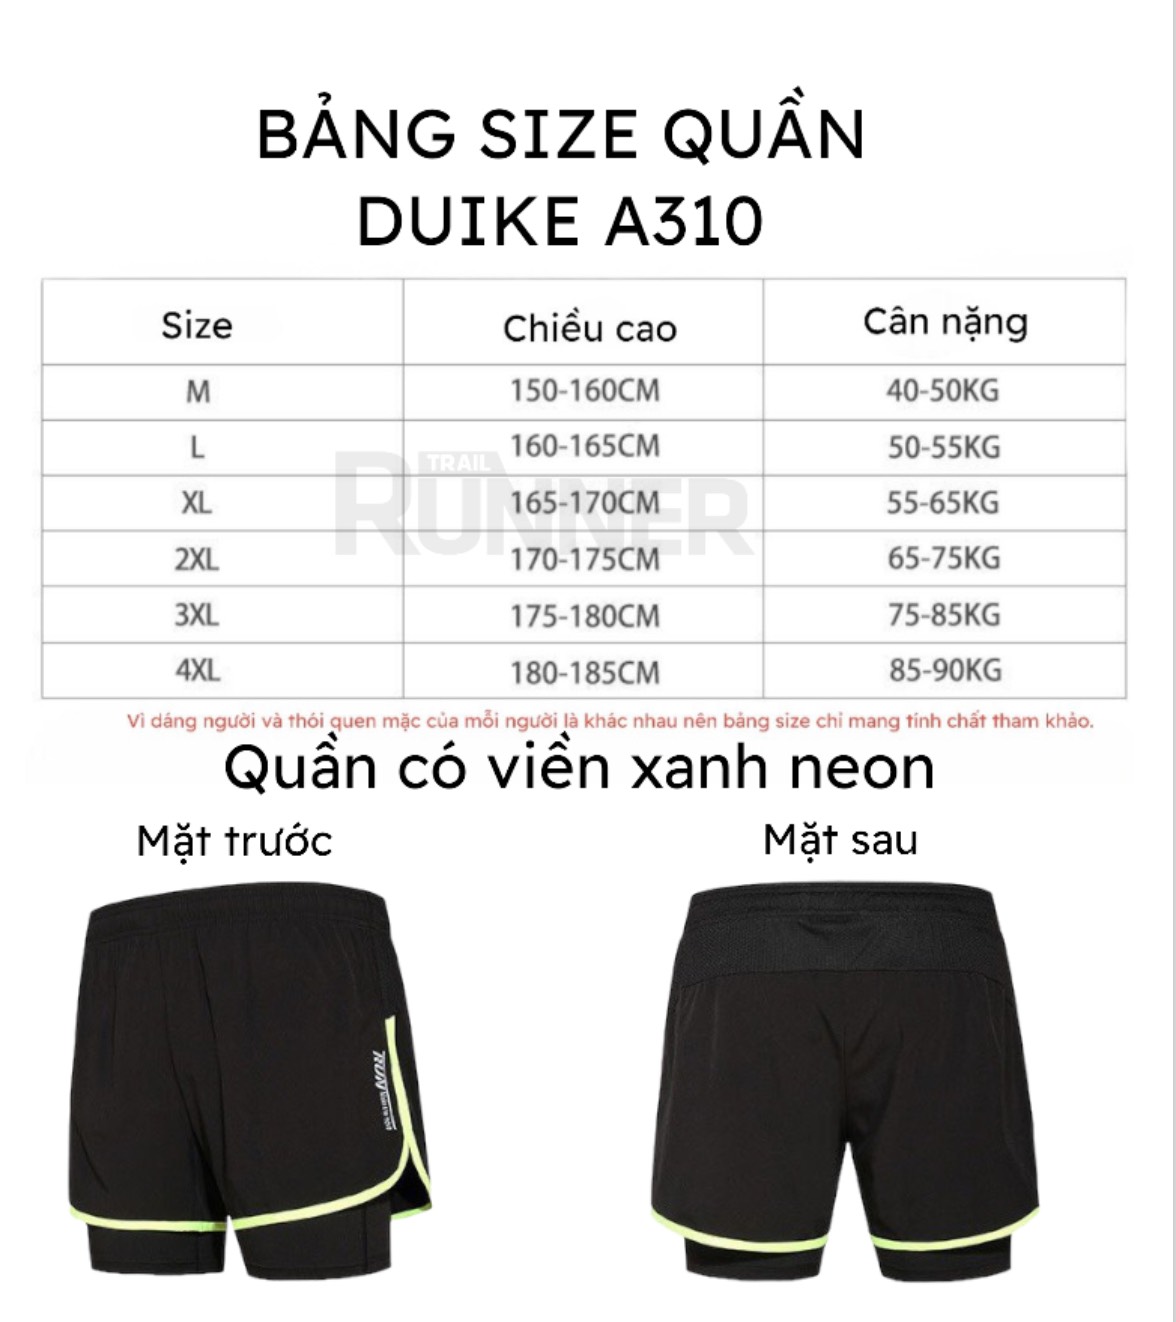 BẢNG SIZE QUẦN
DUIKE A310
Size Chiều cao Cân nặng
M 150-160CM 40-50KG
L 160-165CM 50-55KG
XL 165-170CM 55-65KG
2XL 170-175CM 65-75KG
3XL 175-180CM 75-85KG
4XL 180-185CM 85-90KG
TRAIL
RUNNER
Vì dáng người và thói quen mặc của mỗi người là khác nhau nên bảng size chỉ mang tính chất tham khảo.
Quần có viền xanh neon
Mặt trước Mặt sau
RUN